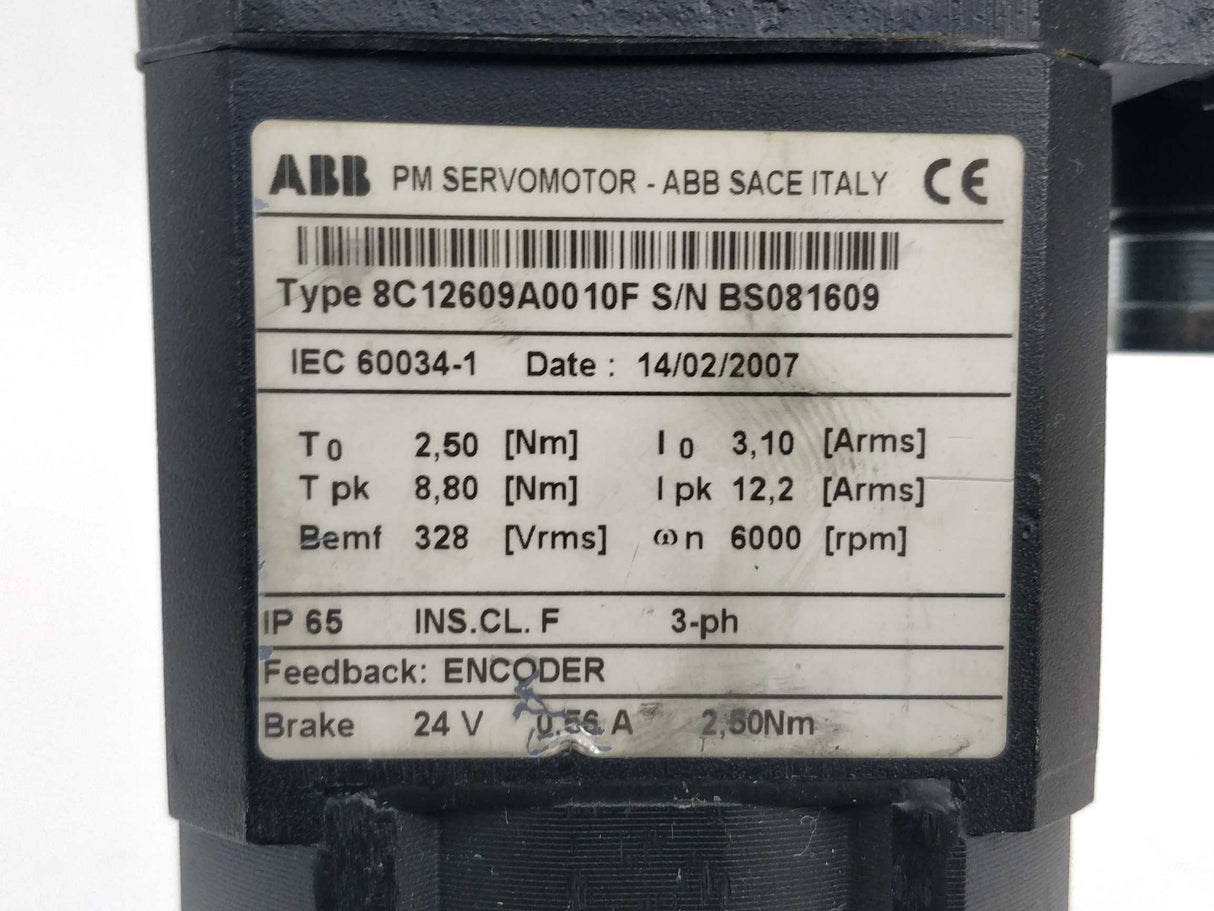 ABB PM SERVOMOTOR - ABB SACE ITALY CE
Type 8C12609A0010F S/N BS081609
IEC 60034-1 Date : 14/02/2007
T0 2,50 [Nm] I0 3,10 [Arms]
T pk 8,80 [Nm] I pk 12,2 [Arms]
Bemf 328 [Vrms] ωn 6000 [rpm]
IP 65 INS.CL. F 3-ph
Feedback: ENCODER
Brake 24 V 0.56 A 2,50Nm